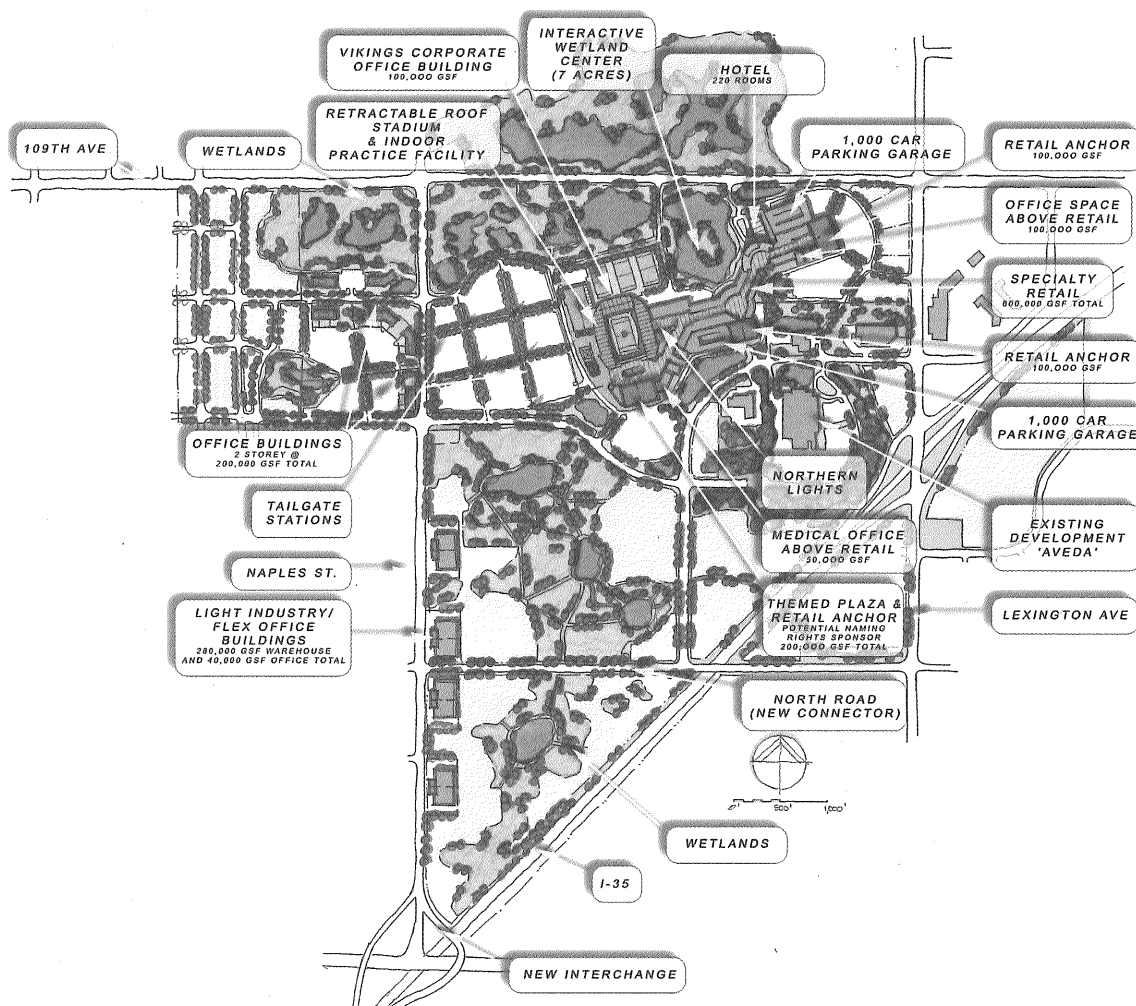 VIKINGS CORPORATE
OFFICE BUILDING
100,000 GSF
INTERACTIVE
WETLAND
CENTER
(7 ACRES)
HOTEL
220 ROOMS
RETRACTABLE ROOF
STADIUM
& INDOOR
PRACTICE FACILITY
109TH AVE
WETLANDS
1,000 CAR
PARKING GARAGE
RETAIL ANCHOR
100,000 GSF
OFFICE SPACE
ABOVE RETAIL
100,000 GSF
SPECIALTY
RETAIL
800,000 GSF TOTAL
RETAIL ANCHOR
100,000 GSF
1,000 CAR
PARKING GARAGE
OFFICE BUILDINGS
2 STOREY @
200,000 GSF TOTAL
TAILGATE
STATIONS
NORTHERN
LIGHTS
MEDICAL OFFICE
ABOVE RETAIL
50,000 GSF
EXISTING
DEVELOPMENT
'AVEDA'
NAPLES ST.
LIGHT INDUSTRY/
FLEX OFFICE
BUILDINGS
280,000 GSF WAREHOUSE
AND 40,000 GSF OFFICE TOTAL
THEMED PLAZA &
RETAIL ANCHOR
POTENTIAL NAMING
RIGHTS SPONSOR
200,000 GSF TOTAL
LEXINGTON AVE
NORTH ROAD
(NEW CONNECTOR)
0' 500' 1,000'
WETLANDS
I-35
NEW INTERCHANGE